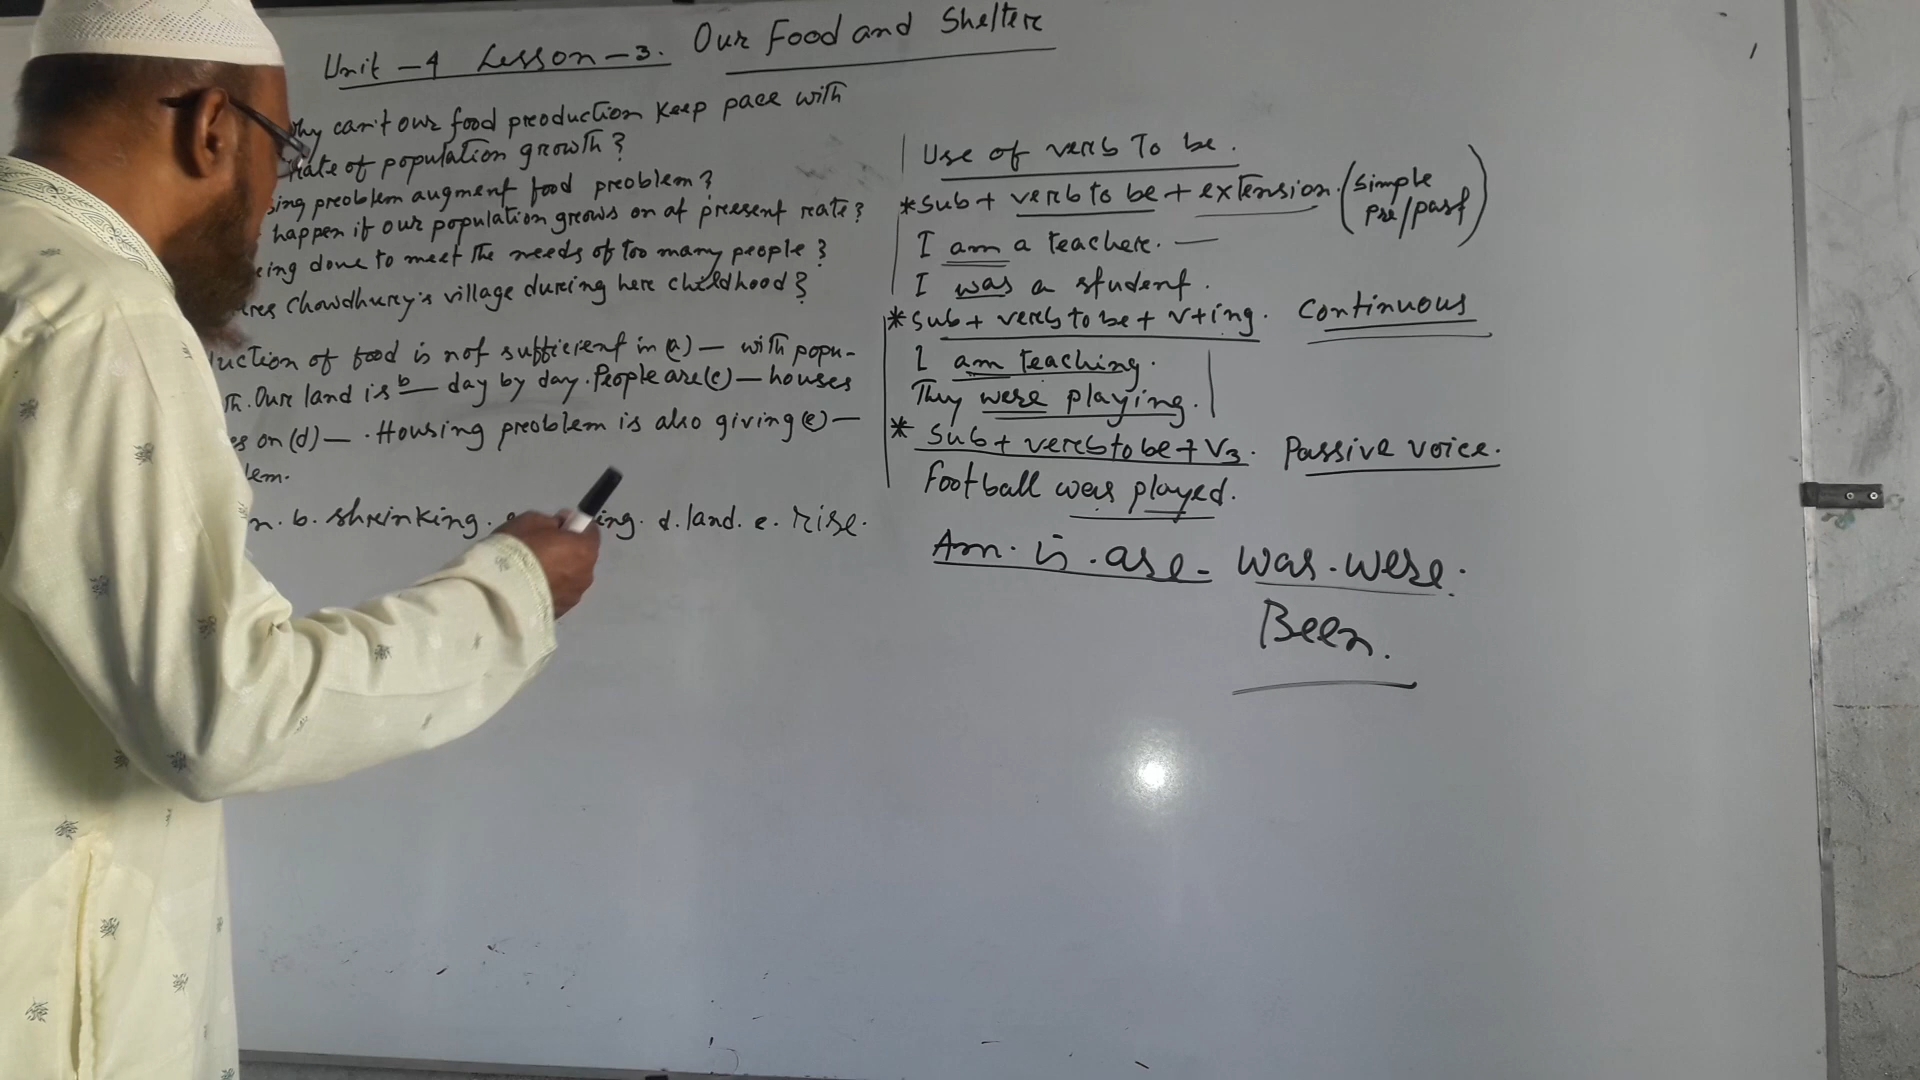 Unit - 4 Lesson - 3. Our Food and Shelter
can't our food production keep pace with
rate of population growth?
problem augment food problem?
happen if our population grows on at present rate?
done to meet the needs of too many people?
Chowdhury's village during here childhood?
of food is not sufficient in (a) — with popu-
Our land is b — day by day. People are (c) — houses
on (d) — . Housing problem is also giving (e) —
b. shrinking. d. land. e. rise.
Use of verb To be.
* Sub + verb to be + extension. (Simple
Pre/past)
I am a teacher. —
I was a student.
* Sub + verb to be + v+ing. Continuous
I am teaching.
They were playing.
* Sub + verb to be + V3. Passive voice.
Football was played.
Am. is. are - was. were.
Been.